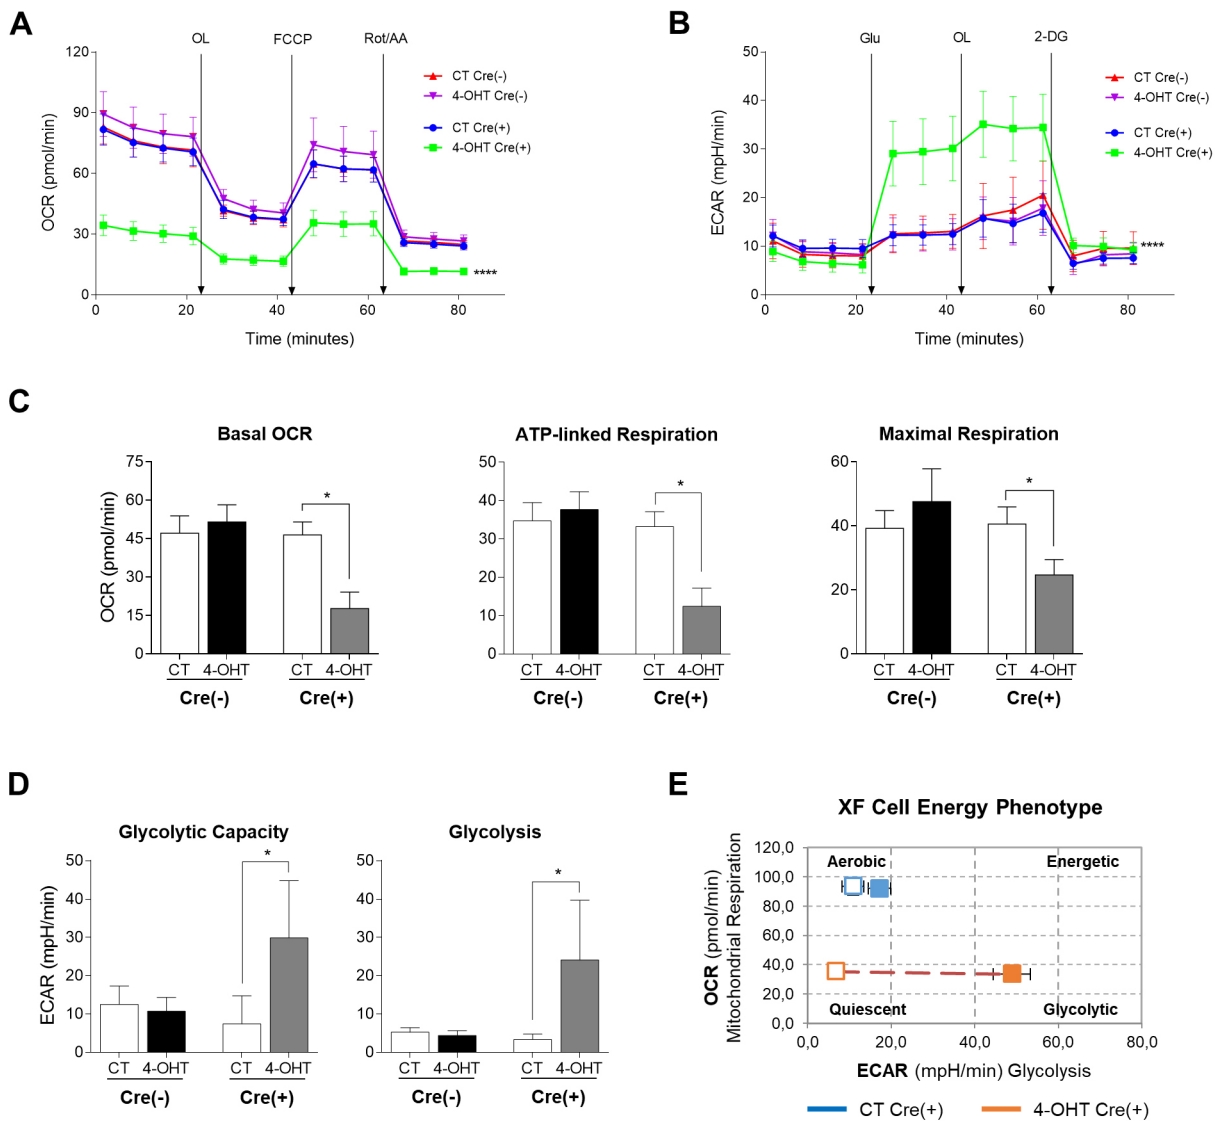 A
OL FCCP Rot/AA
120
90
60
30
0
OCR (pmol/min)
CT Cre(-)
4-OHT Cre(-)
CT Cre(+)
4-OHT Cre(+)
****
0 20 40 60 80
Time (minutes)
B
Glu OL 2-DG
50
40
30
20
10
0
ECAR (mpH/min)
CT Cre(-)
4-OHT Cre(-)
CT Cre(+)
4-OHT Cre(+)
****
0 20 40 60 80
Time (minutes)
C
Basal OCR
75
60
45
30
15
0
OCR (pmol/min)
*
CT 4-OHT CT 4-OHT
Cre(-) Cre(+)
ATP-linked Respiration
50
40
30
20
10
0
*
CT 4-OHT CT 4-OHT
Cre(-) Cre(+)
Maximal Respiration
60
40
20
0
*
CT 4-OHT CT 4-OHT
Cre(-) Cre(+)
D
Glycolytic Capacity
50
40
30
20
10
0
ECAR (mpH/min)
*
CT 4-OHT CT 4-OHT
Cre(-) Cre(+)
Glycolysis
50
40
30
20
10
0
*
CT 4-OHT CT 4-OHT
Cre(-) Cre(+)
E
XF Cell Energy Phenotype
OCR (pmol/min)
Mitochondrial Respiration
120,0
100,0
80,0
60,0
40,0
20,0
0,0
Aerobic Energetic
Quiescent Glycolytic
0,0 20,0 40,0 60,0 80,0
ECAR (mpH/min) Glycolysis
CT Cre(+) 4-OHT Cre(+)